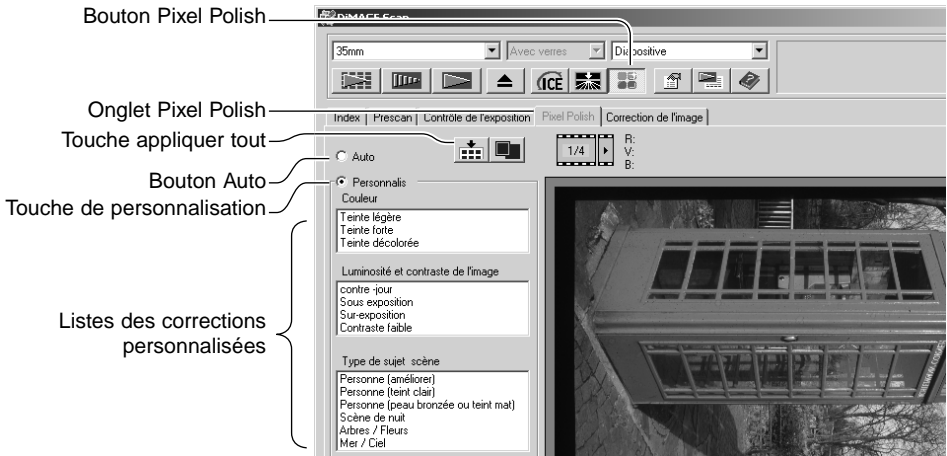 Bouton Pixel Polish
DiMAGE Scan
35mm
Avec verres
Diapositive
ICE
Onglet Pixel Polish
Index
Prescan
Contrôle de l'exposition
Pixel Polish
Correction de l'image
Touche appliquer tout
1/4
R:
V:
B:
Auto
Bouton Auto
Personnalis
Touche de personnalisation
Couleur
Teinte légère
Teinte forte
Teinte décolorée
Luminosité et contraste de l'image
contre -jour
Sous exposition
Sur-exposition
Contraste faible
Listes des corrections
personnalisées
Type de sujet scène
Personne (améliorer)
Personne (teint clair)
Personne (peau bronzée ou teint mat)
Scène de nuit
Arbres / Fleurs
Mer / Ciel